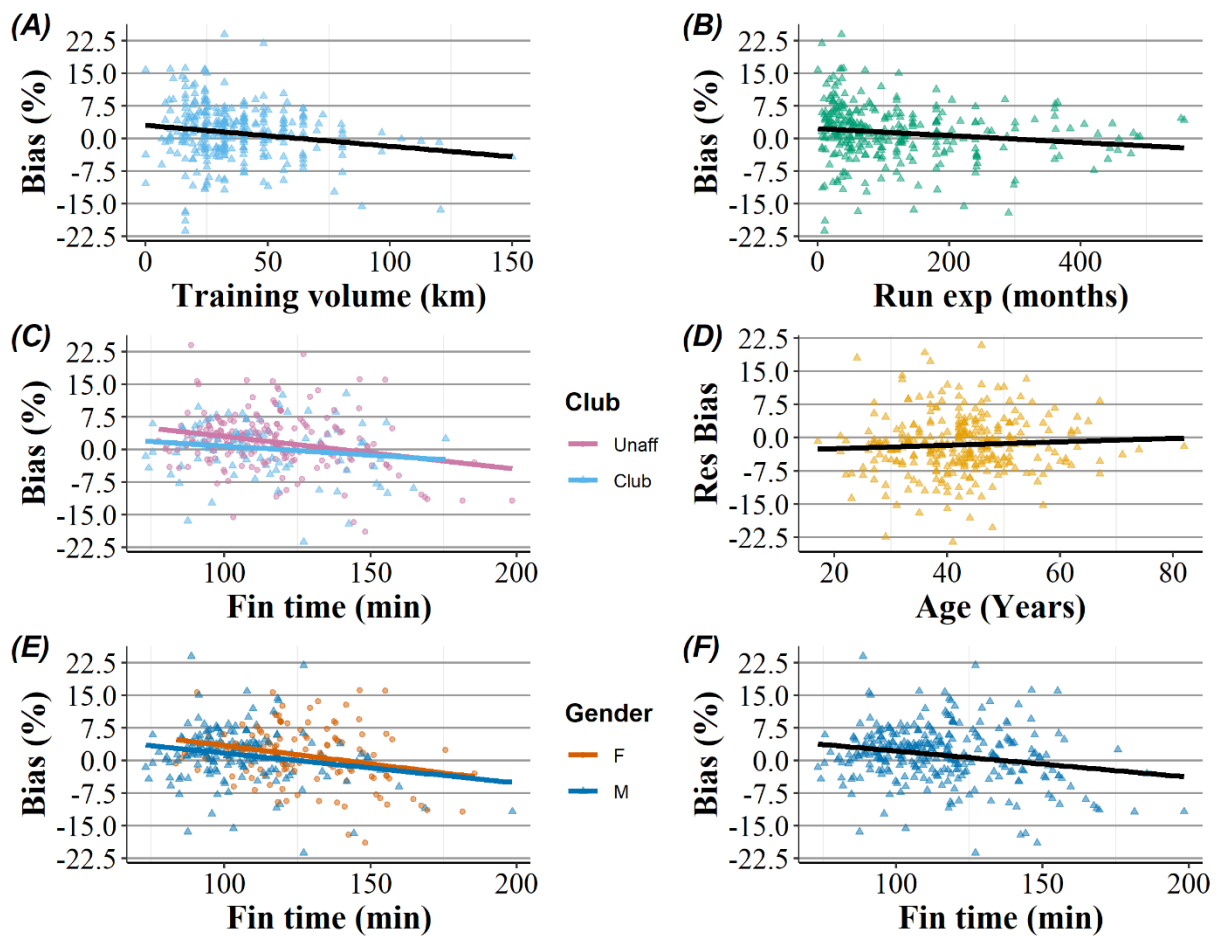 (A)
Bias (%)
22.5
15.0
7.5
0.0
-7.5
-15.0
-22.5
0 50 100 150
Training volume (km)
(B)
Bias (%)
22.5
15.0
7.5
0.0
-7.5
-15.0
-22.5
0 200 400
Run exp (months)
(C)
Bias (%)
22.5
15.0
7.5
0.0
-7.5
-15.0
-22.5
100 150 200
Fin time (min)
Club
Unaff
Club
(D)
Res Bias
22.5
15.0
7.5
0.0
-7.5
-15.0
-22.5
20 40 60 80
Age (Years)
(E)
Bias (%)
22.5
15.0
7.5
0.0
-7.5
-15.0
-22.5
100 150 200
Fin time (min)
Gender
F
M
(F)
Bias (%)
22.5
15.0
7.5
0.0
-7.5
-15.0
-22.5
100 150 200
Fin time (min)